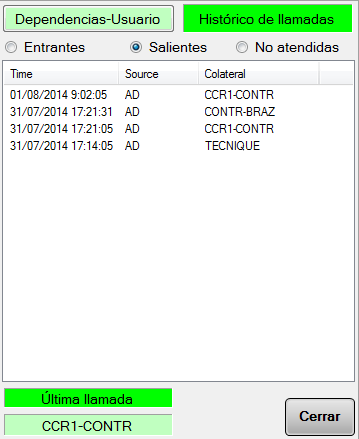 Dependencias-Usuario Histórico de llamadas
Entrantes Salientes No atendidas
Time Source Colateral
01/08/2014 9:02:05 AD CCR1-CONTR
31/07/2014 17:21:31 AD CONTR-BRAZ
31/07/2014 17:21:05 AD CCR1-CONTR
31/07/2014 17:14:05 AD TECNIQUE
Última llamada
CCR1-CONTR
Cerrar